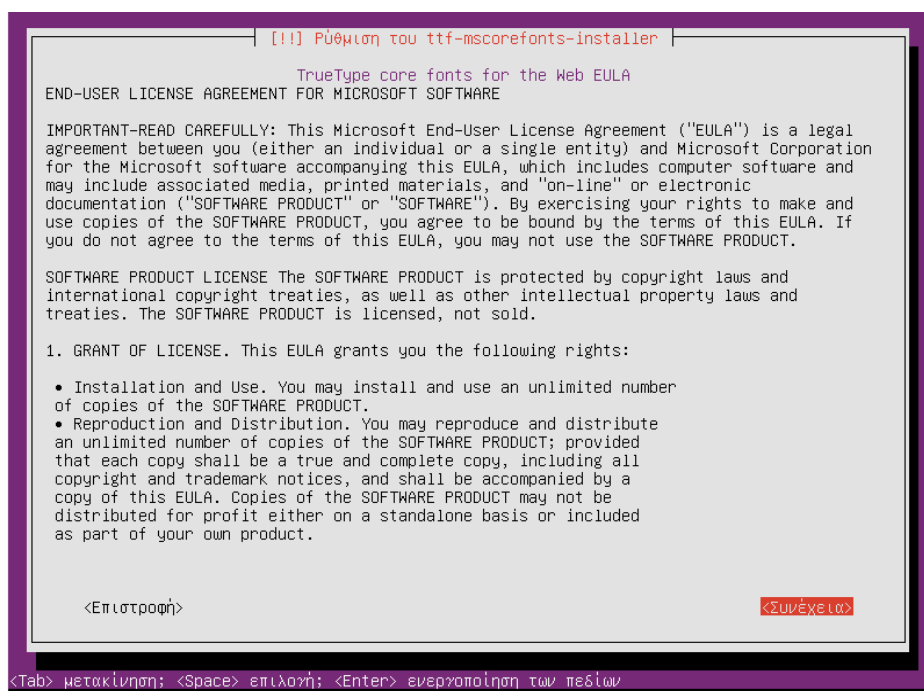 [!!] Ρύθμιση του ttf-mscorefonts-installer
TrueType core fonts for the Web EULA
END-USER LICENSE AGREEMENT FOR MICROSOFT SOFTWARE
IMPORTANT-READ CAREFULLY: This Microsoft End-User License Agreement ("EULA") is a legal
agreement between you (either an individual or a single entity) and Microsoft Corporation
for the Microsoft software accompanying this EULA, which includes computer software and
may include associated media, printed materials, and "on-line" or electronic
documentation ("SOFTWARE PRODUCT" or "SOFTWARE"). By exercising your rights to make and
use copies of the SOFTWARE PRODUCT, you agree to be bound by the terms of this EULA. If
you do not agree to the terms of this EULA, you may not use the SOFTWARE PRODUCT.
SOFTWARE PRODUCT LICENSE The SOFTWARE PRODUCT is protected by copyright laws and
international copyright treaties, as well as other intellectual property laws and
treaties. The SOFTWARE PRODUCT is licensed, not sold.
1. GRANT OF LICENSE. This EULA grants you the following rights:
• Installation and Use. You may install and use an unlimited number
of copies of the SOFTWARE PRODUCT.
• Reproduction and Distribution. You may reproduce and distribute
an unlimited number of copies of the SOFTWARE PRODUCT; provided
that each copy shall be a true and complete copy, including all
copyright and trademark notices, and shall be accompanied by a
copy of this EULA. Copies of the SOFTWARE PRODUCT may not be
distributed for profit either on a standalone basis or included
as part of your own product.
<Επιστροφή> <Συνέχεια>
<Tab> μετακίνηση; <Space> επιλογή; <Enter> ενεργοποίηση των πεδίων